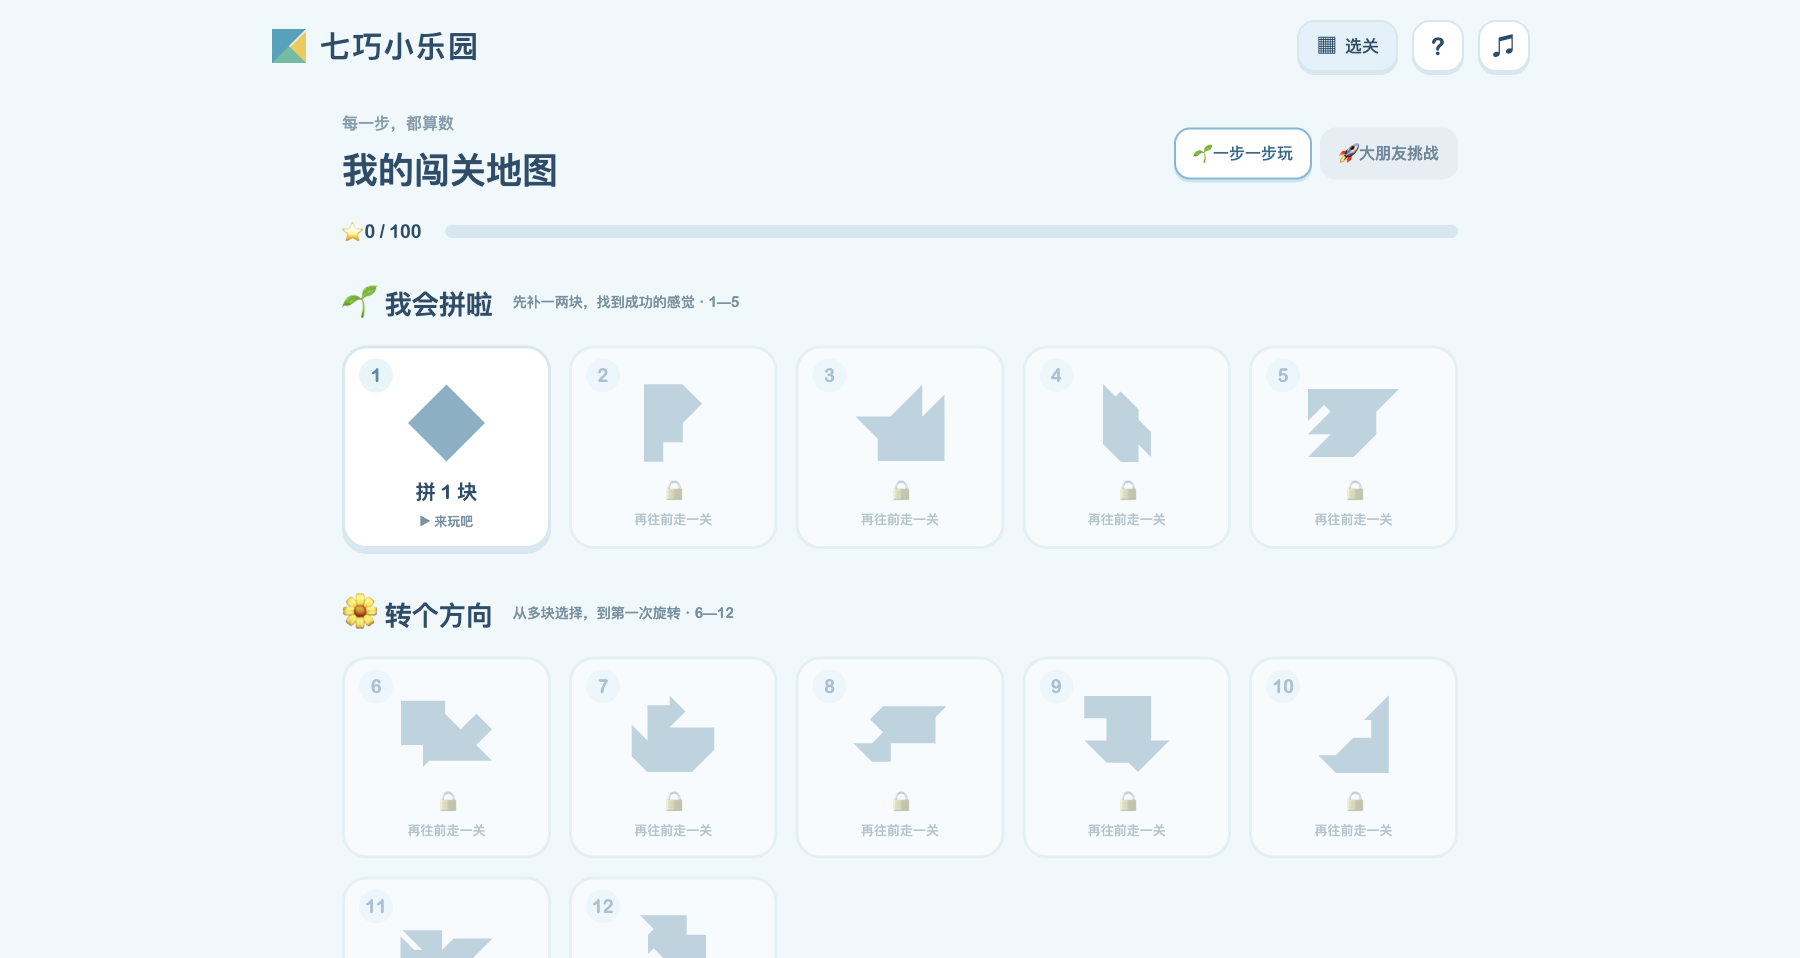 七巧小乐园
选关
?
每一步，都算数
我的闯关地图
一步一步玩
大朋友挑战
0 / 100
我会拼啦
先补一两块，找到成功的感觉 · 1—5
1
拼 1 块
▶ 来玩吧
2
再往前走一关
3
再往前走一关
4
再往前走一关
5
再往前走一关
转个方向
从多块选择，到第一次旋转 · 6—12
6
再往前走一关
7
再往前走一关
8
再往前走一关
9
再往前走一关
10
再往前走一关
11
12